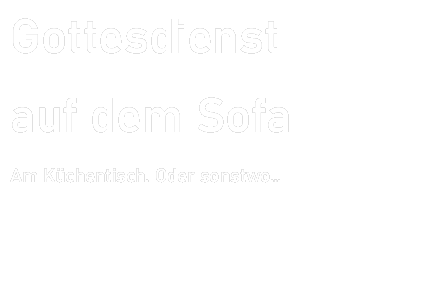 Gottesdienst
auf dem Sofa
Am Küchentisch. Oder sonstwo..